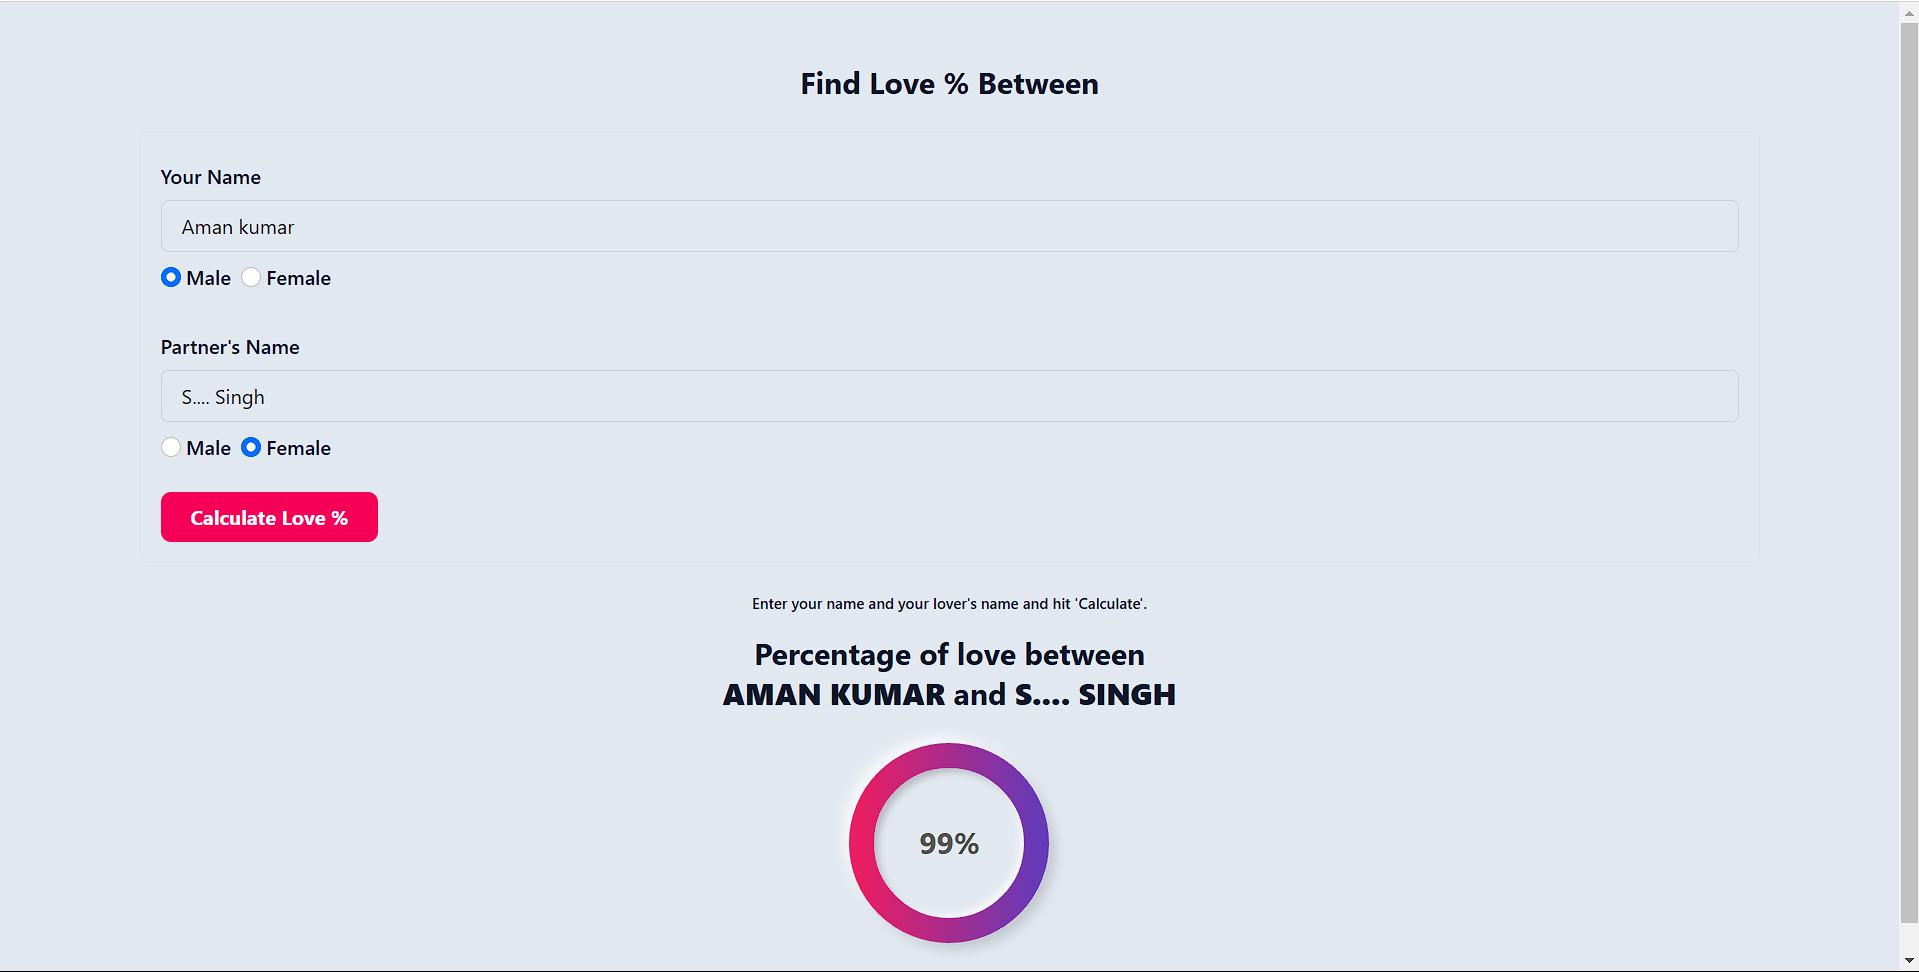 Find Love % Between
Your Name
Aman kumar
Male Female
Partner's Name
S.... Singh
Male Female
Calculate Love %
Enter your name and your lover's name and hit 'Calculate'.
Percentage of love between
AMAN KUMAR and S.... SINGH
99%